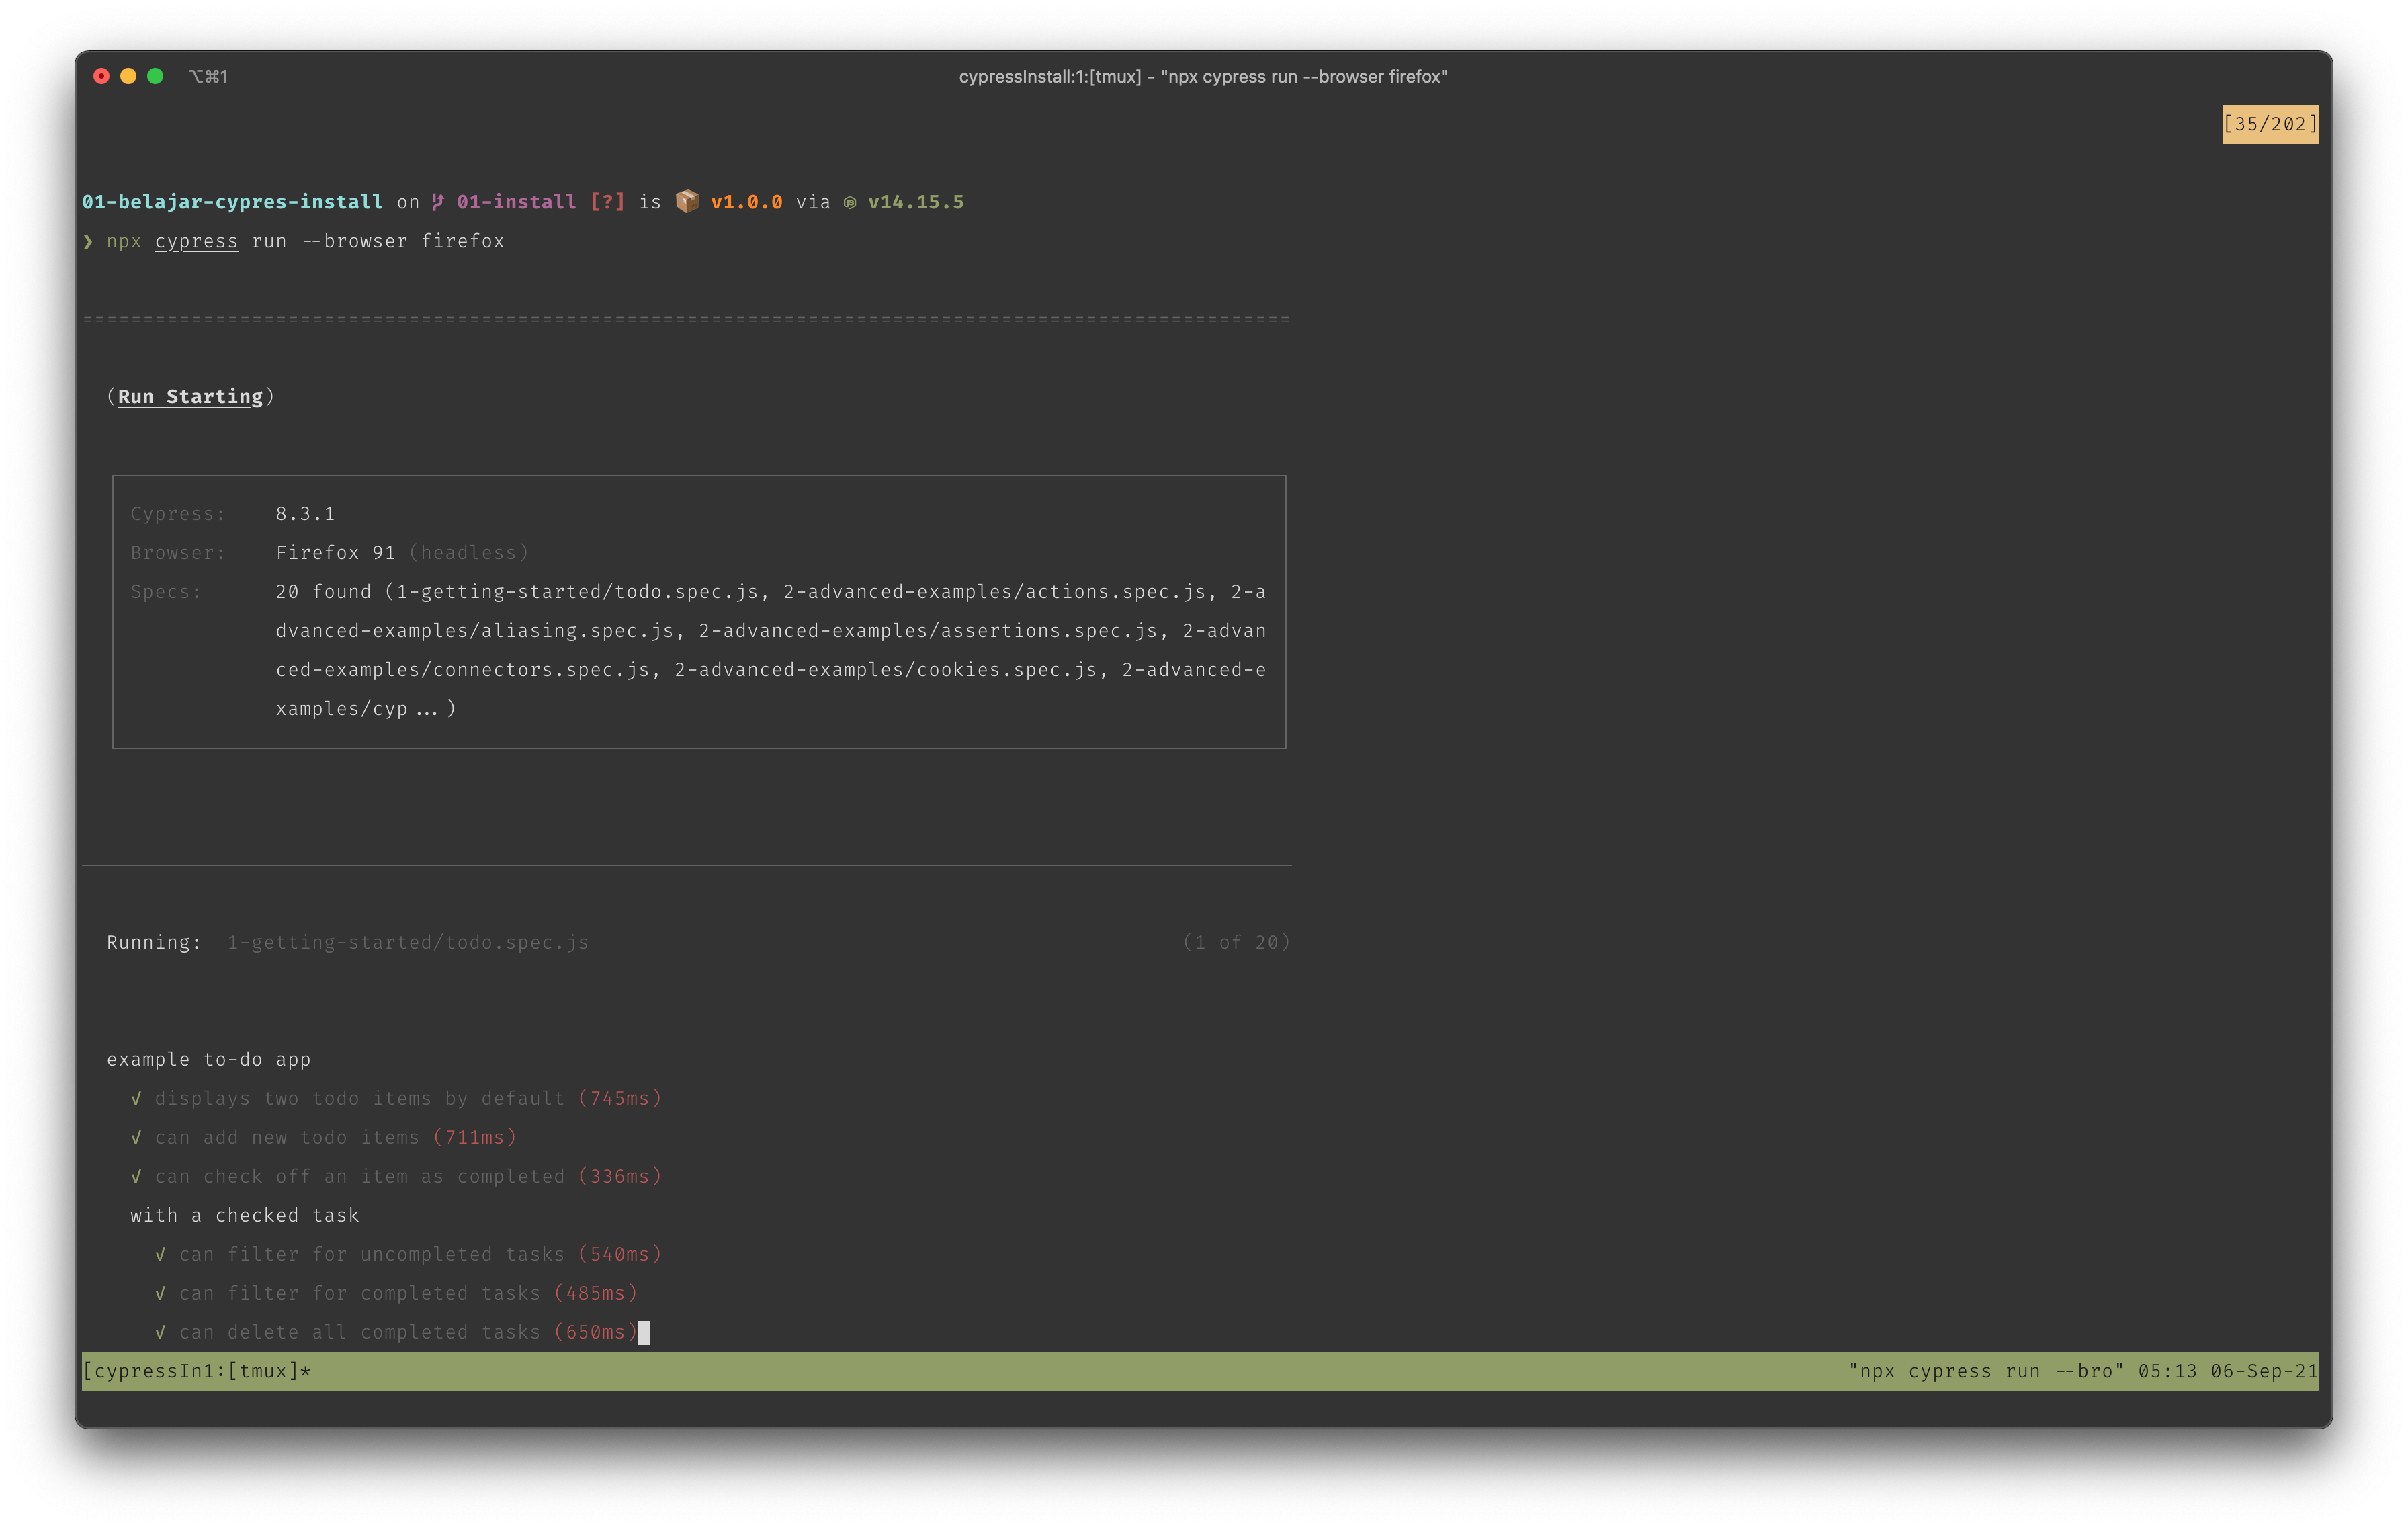 ⌥⌘1 cypressInstall:1:[tmux] - "npx cypress run --browser firefox"
[35/202]
01-belajar-cypres-install on 01-install [?] is 📦 v1.0.0 via v14.15.5
❯ npx cypress run --browser firefox
====================================================================================================
(Run Starting)
Cypress: 8.3.1
Browser: Firefox 91 (headless)
Specs: 20 found (1-getting-started/todo.spec.js, 2-advanced-examples/actions.spec.js, 2-a
dvanced-examples/aliasing.spec.js, 2-advanced-examples/assertions.spec.js, 2-advan
ced-examples/connectors.spec.js, 2-advanced-examples/cookies.spec.js, 2-advanced-e
xamples/cyp...)
Running: 1-getting-started/todo.spec.js (1 of 20)
example to-do app
√ displays two todo items by default (745ms)
√ can add new todo items (711ms)
√ can check off an item as completed (336ms)
with a checked task
√ can filter for uncompleted tasks (540ms)
√ can filter for completed tasks (485ms)
√ can delete all completed tasks (650ms)
[cypressIn1:[tmux]* "npx cypress run --bro" 05:13 06-Sep-21